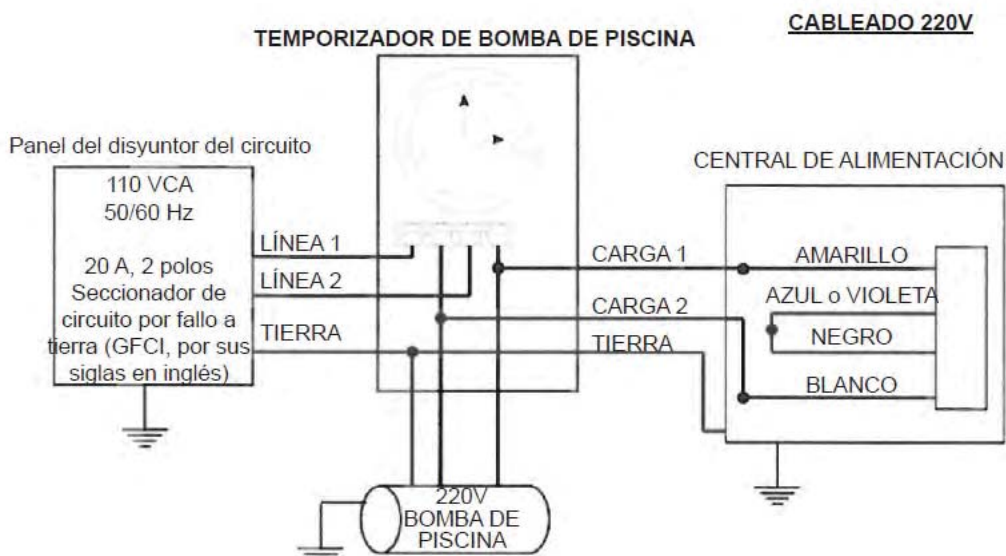 CABLEADO 220V
TEMPORIZADOR DE BOMBA DE PISCINA
Panel del disyuntor del circuito
110 VCA
50/60 Hz
20 A, 2 polos
Seccionador de
circuito por fallo a
tierra (GFCI, por sus
siglas en inglés)
LÍNEA 1
LÍNEA 2
TIERRA
CARGA 1
CARGA 2
TIERRA
CENTRAL DE ALIMENTACIÓN
AMARILLO
AZUL o VIOLETA
NEGRO
BLANCO
220V
BOMBA DE
PISCINA